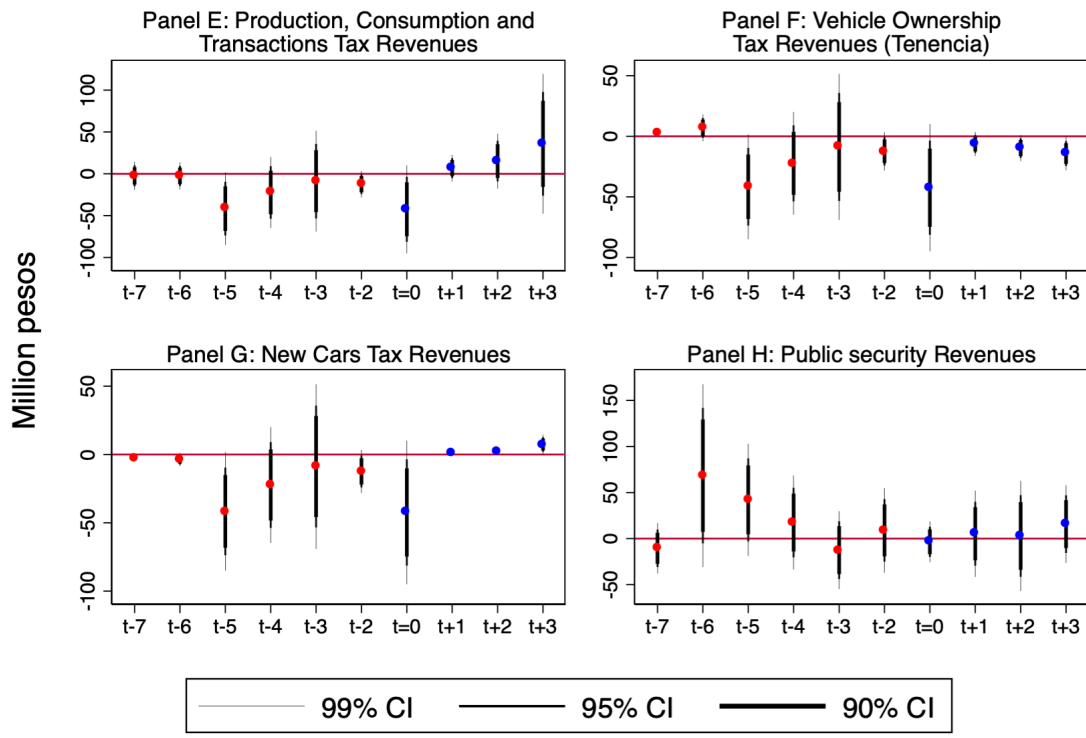 Panel E: Production, Consumption and
Transactions Tax Revenues
100
50
0
-50
-100
t-7 t-6 t-5 t-4 t-3 t-2 t=0 t+1 t+2 t+3
Panel F: Vehicle Ownership
Tax Revenues (Tenencia)
50
0
-50
-100
t-7 t-6 t-5 t-4 t-3 t-2 t=0 t+1 t+2 t+3
Million pesos
Panel G: New Cars Tax Revenues
50
0
-50
-100
t-7 t-6 t-5 t-4 t-3 t-2 t=0 t+1 t+2 t+3
Panel H: Public security Revenues
150
100
50
0
-50
t-7 t-6 t-5 t-4 t-3 t-2 t=0 t+1 t+2 t+3
99% CI 95% CI 90% CI